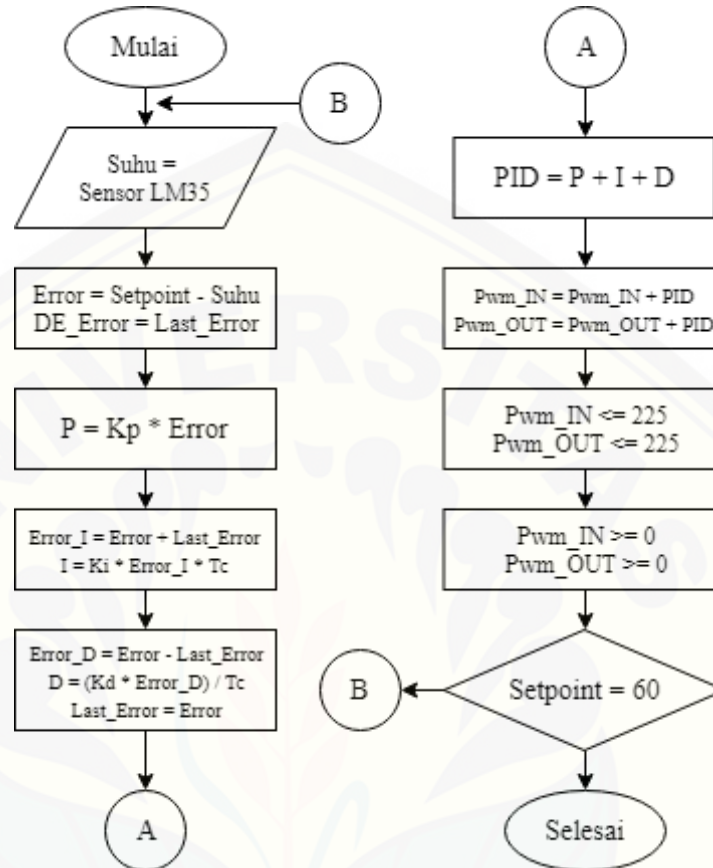 Mulai
B
Suhu =
Sensor LM35
Error = Setpoint - Suhu
DE_Error = Last_Error
P = Kp * Error
Error_I = Error + Last_Error
I = Ki * Error_I * Tc
Error_D = Error - Last_Error
D = (Kd * Error_D) / Tc
Last_Error = Error
A
A
PID = P + I + D
Pwm_IN = Pwm_IN + PID
Pwm_OUT = Pwm_OUT + PID
Pwm_IN <= 225
Pwm_OUT <= 225
Pwm_IN >= 0
Pwm_OUT >= 0
Setpoint = 60
B
Selesai
UNIVERSITAS